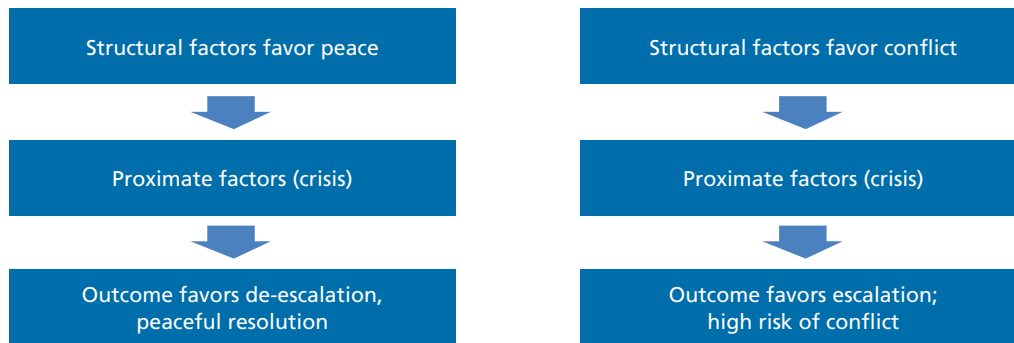 Structural factors favor peace
Proximate factors (crisis)
Outcome favors de-escalation,
peaceful resolution
Structural factors favor conflict
Proximate factors (crisis)
Outcome favors escalation;
high risk of conflict